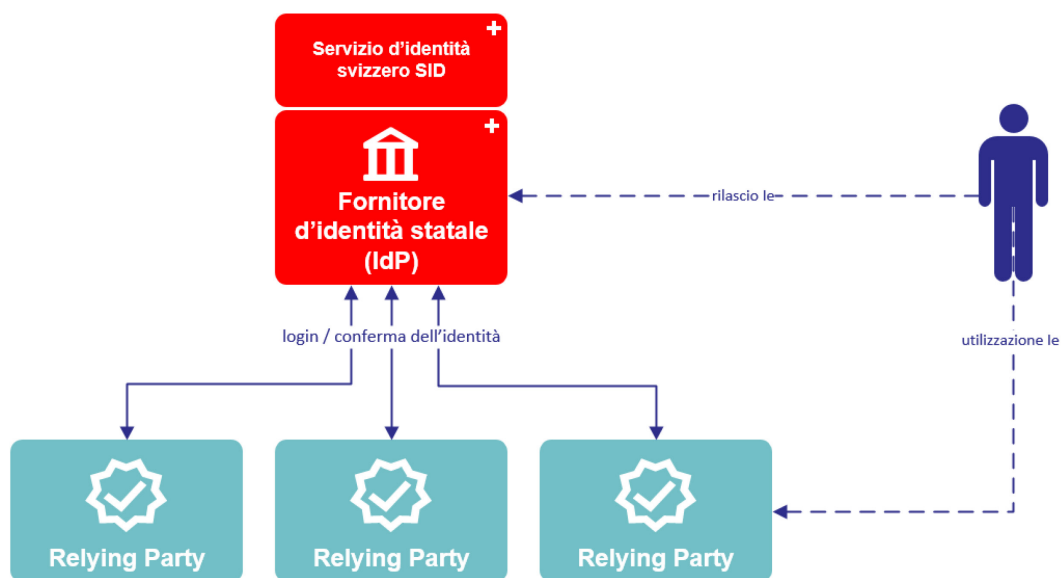 Servizio d'identità
svizzero SID
Fornitore
d'identità statale
(IdP)
rilascio le
login / conferma dell'identità
utilizzazione le
Relying Party
Relying Party
Relying Party